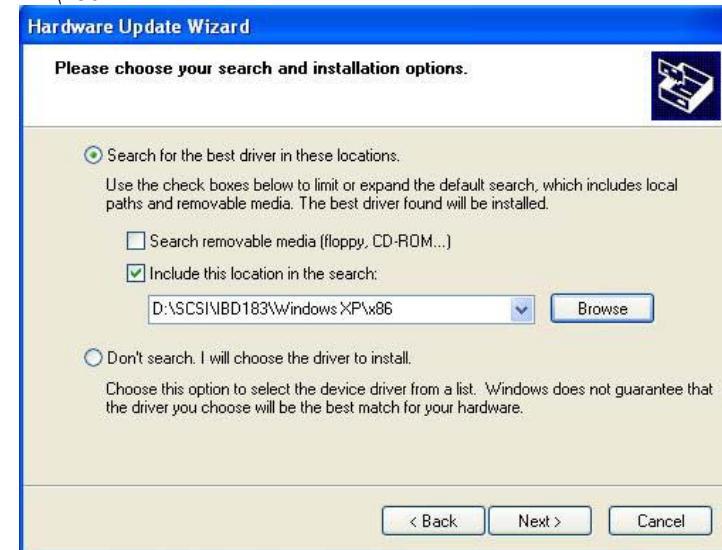 Hardware Update Wizard
Please choose your search and installation options.
Search for the best driver in these locations.
Use the check boxes below to limit or expand the default search, which includes local
paths and removable media. The best driver found will be installed.
Search removable media (floppy, CD-ROM...)
Include this location in the search:
D:\SCSI\IBD183\Windows XP\x86
Browse
Don't search. I will choose the driver to install.
Choose this option to select the device driver from a list. Windows does not guarantee that
the driver you choose will be the best match for your hardware.
< Back Next > Cancel